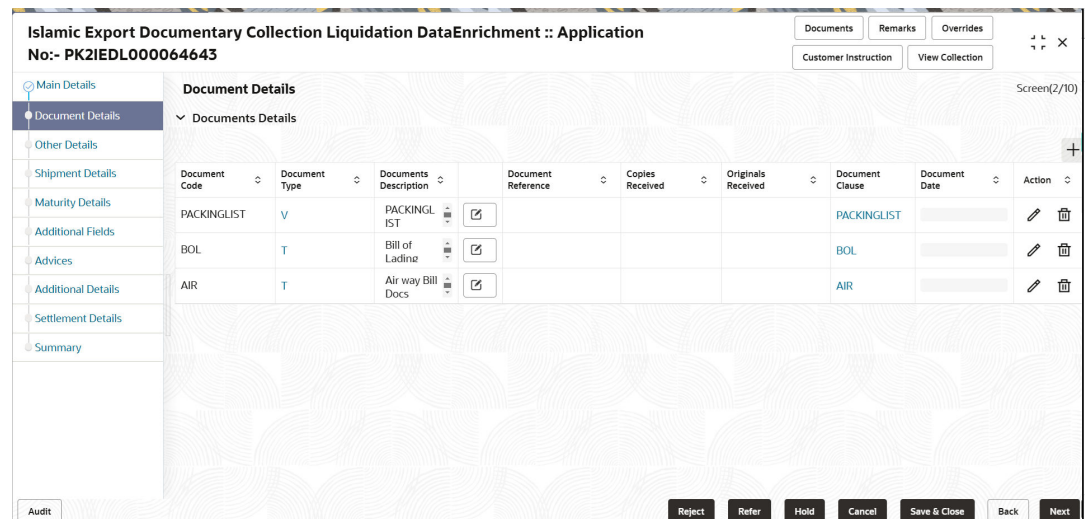 Islamic Export Documentary Collection Liquidation DataEnrichment :: Application
No:- PK2IEDL000064643
Documents
Remarks
Overrides
Customer Instruction
View Collection
Main Details
Document Details
Other Details
Shipment Details
Maturity Details
Additional Fields
Advices
Additional Details
Settlement Details
Summary
Document Details
Screen(2/10)
Documents Details
Document Code
Document Type
Documents Description
Document Reference
Copies Received
Originals Received
Document Clause
Document Date
Action
PACKINGLIST V PACKINGL PACKINGLIST
IST
BOL T Bill of BOL
Lading
AIR T Air way Bill AIR
Docs
Audit
Reject
Refer
Hold
Cancel
Save & Close
Back
Next